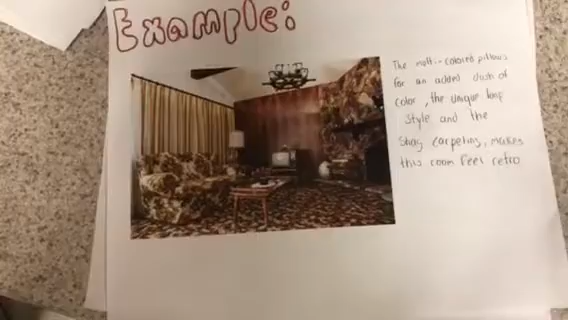 Example:
The multi-colored pillows
for an added dash of
color, the unique lamp
style and the
shag carpeting, makes
this room feel retro